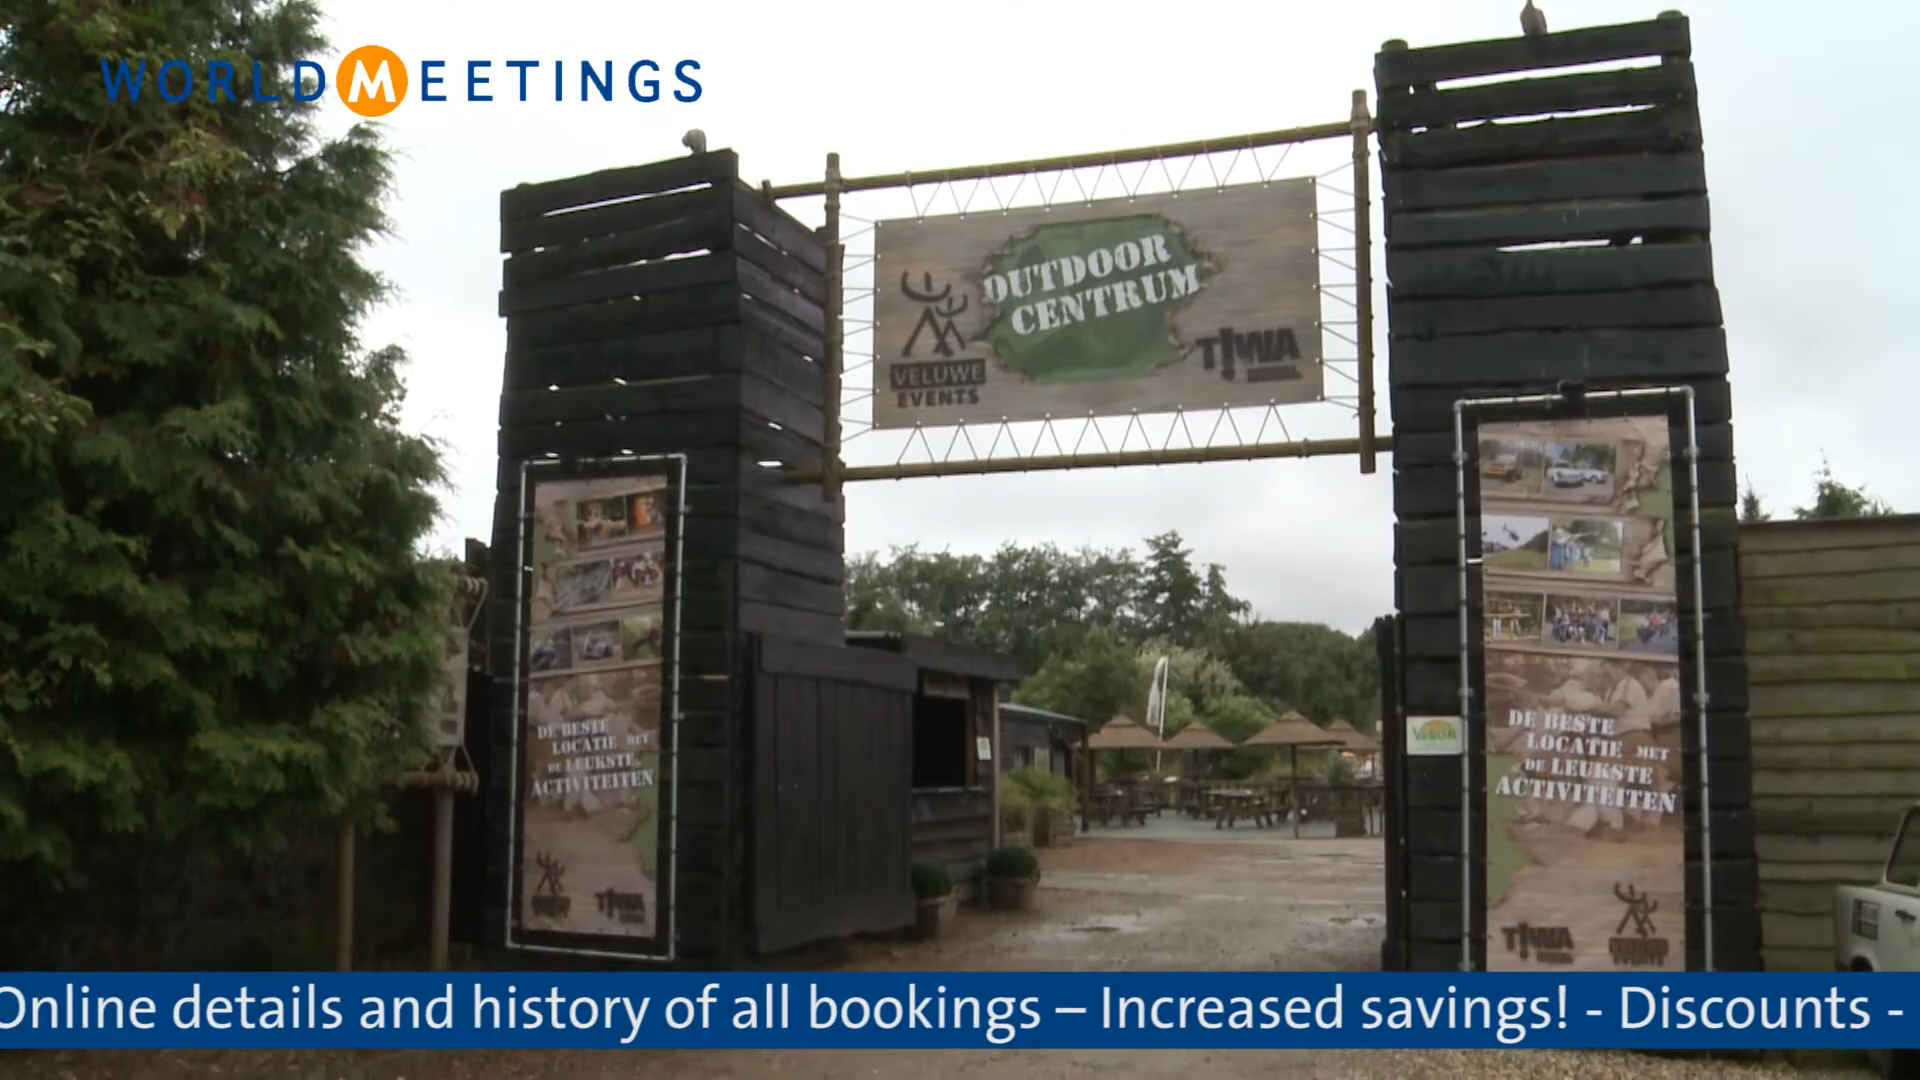 WORLDMEETINGS
OUTDOOR
CENTRUM
VELUWE
EVENTS
TIWA
DE BESTE
LOCATIE MET
DE LEUKSTE
ACTIVITEITEN
TIWA
DE BESTE
LOCATIE MET
DE LEUKSTE
ACTIVITEITEN
TIWA
Online details and history of all bookings – Increased savings! - Discounts -